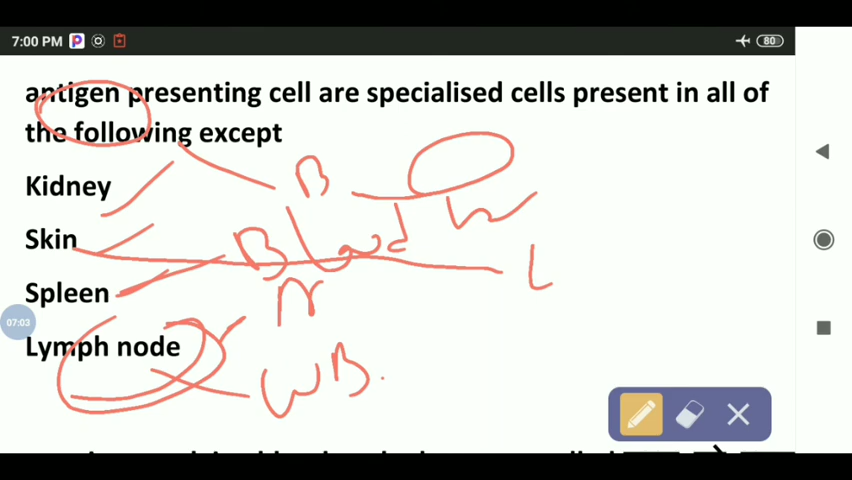 7:00 PM
80
antigen presenting cell are specialised cells present in all of
the following except
Kidney
Skin
Spleen
Lymph node
B
Blood
B
L
N
WB.
07:03